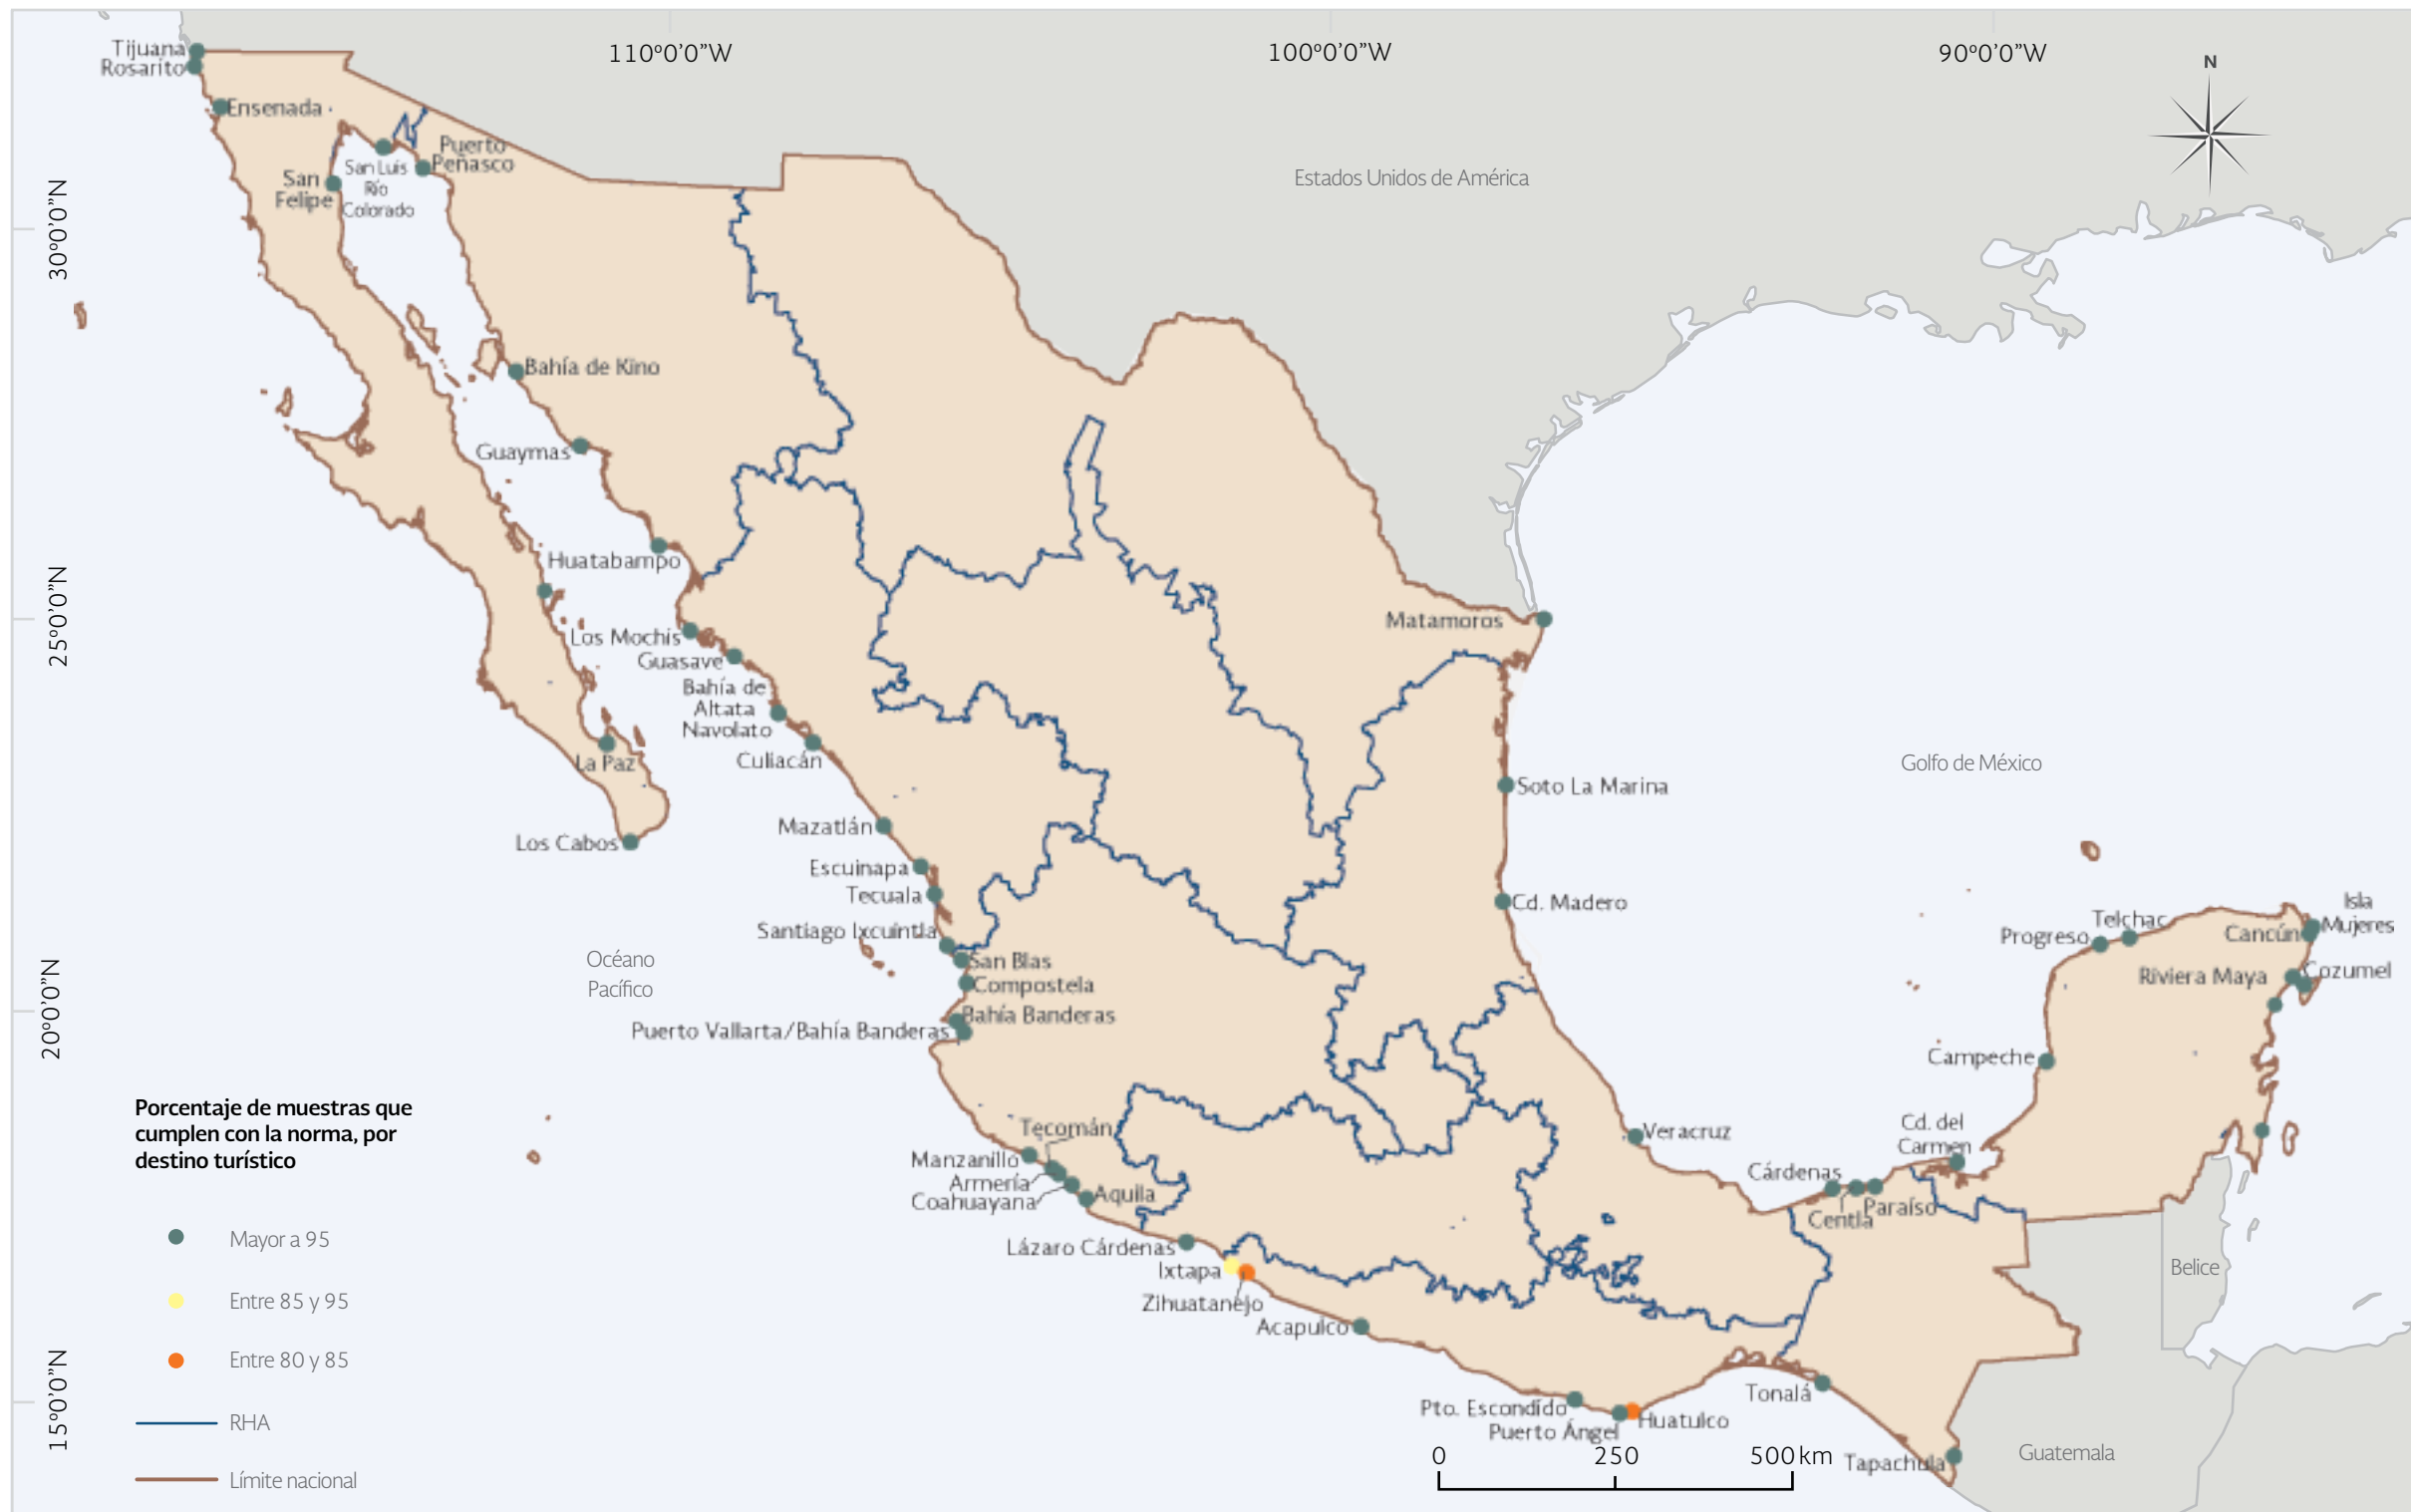 110°0'0"W
100°0'0"W
90°0'0"W
N
30°0'0"N
25°0'0"N
20°0'0"N
15°0'0"N
Tijuana
Rosarito
Ensenada
Puerto
Peñasco
San Luis
Río
Colorado
San
Felipe
Estados Unidos de América
Bahía de Kino
Guaymas
Huatabampo
Los Mochis
Guasave
Bahía de
Altata
Navolato
Culiacán
La Paz
Los Cabos
Mazatlán
Escuinapa
Tecuala
Santiago Ixcuintla
San Blas
Compostela
Bahía Banderas
Puerto Vallarta/Bahía Banderas
Océano
Pacífico
Matamoros
Soto La Marina
Cd. Madero
Golfo de México
Isla
Mujeres
Telchac
Progreso
Cancún
Cozumel
Riviera Maya
Campeche
Cd. del
Carmen
Veracruz
Cárdenas
Centla
Paraíso
Tecomán
Manzanillo
Armería
Coahuayana
Aquila
Lázaro Cárdenas
Ixtapa
Zihuatanejo
Acapulco
Pto. Escondido
Puerto Ángel
Huatulco
Tonalá
Tapachula
Belice
Guatemala
Porcentaje de muestras que
cumplen con la norma, por
destino turístico
Mayor a 95
Entre 85 y 95
Entre 80 y 85
RHA
Límite nacional
0 250 500 km